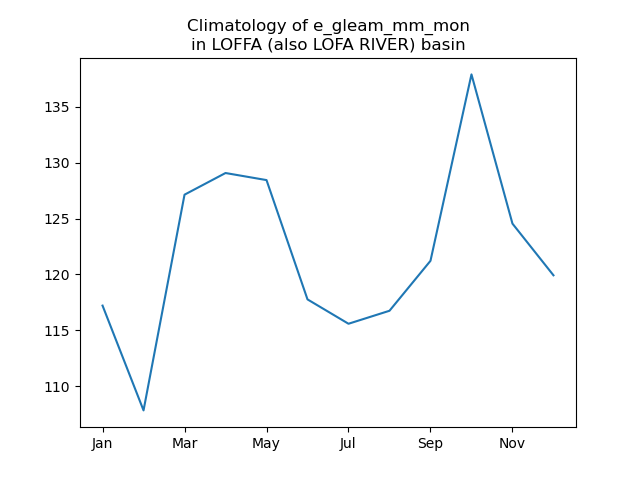 Climatology of e_gleam_mm_mon
in LOFFA (also LOFA RIVER) basin
135
130
125
120
115
110
Jan Mar May Jul Sep Nov